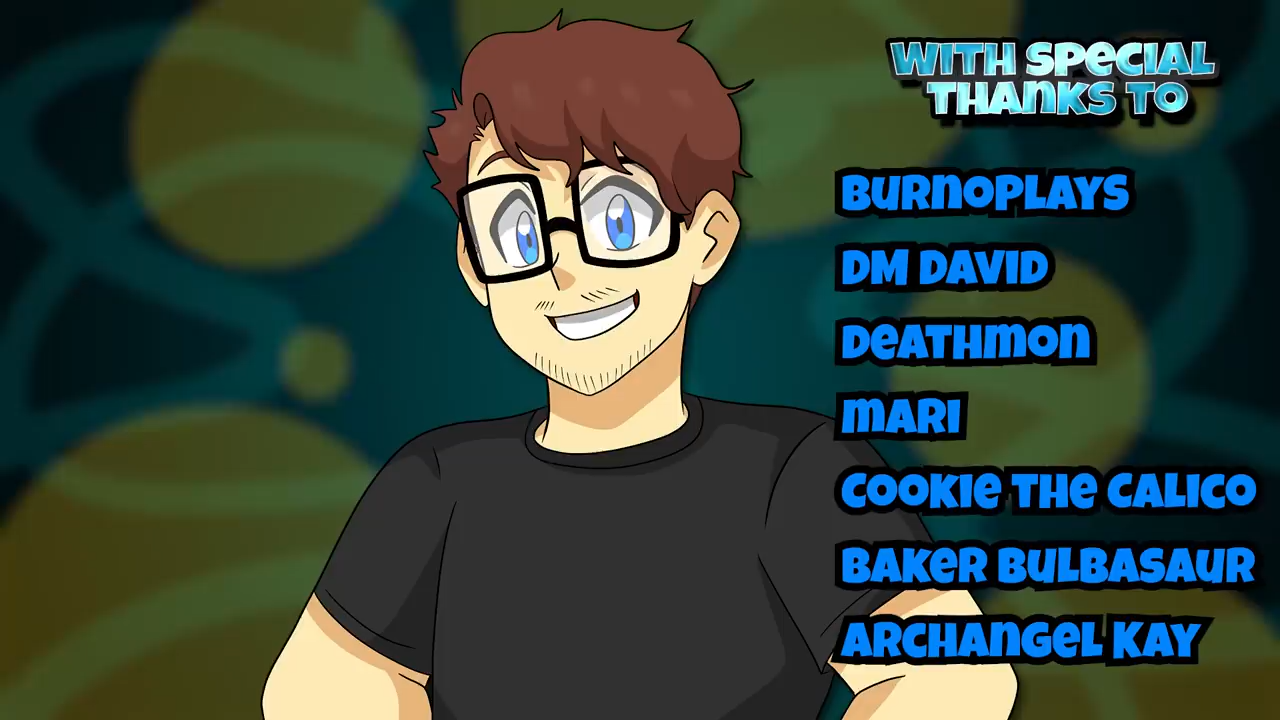 WITH SPECIAL
THANKS TO
BURNOPLAYS
DM DAVID
DEATHMON
MARI
COOKIE THE CALICO
BAKER BULBASAUR
ARCHANGEL KAY